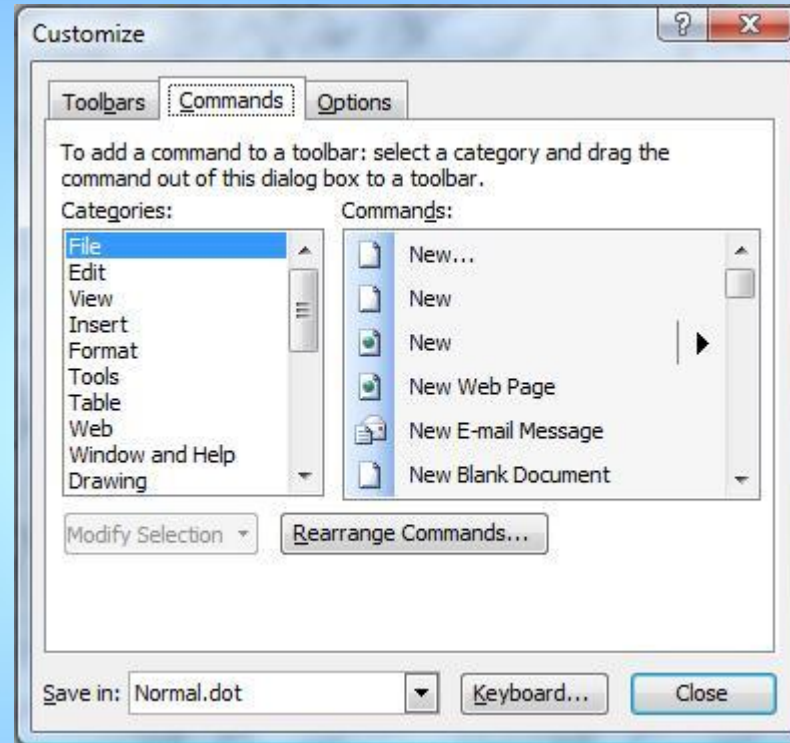 Customize
Toolbars Commands Options
To add a command to a toolbar: select a category and drag the
command out of this dialog box to a toolbar.
Categories:
File
Edit
View
Insert
Format
Tools
Table
Web
Window and Help
Drawing
Commands:
New...
New
New
New Web Page
New E-mail Message
New Blank Document
Modify Selection
Rearrange Commands...
Save in: Normal.dot
Keyboard...
Close